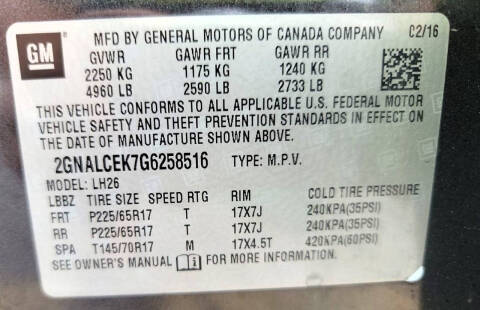 GM
MFD BY GENERAL MOTORS OF CANADA COMPANY 02/16
GVWR GAWR FRT GAWR RR
2250 KG 1175 KG 1240 KG
4960 LB 2590 LB 2733 LB
THIS VEHICLE CONFORMS TO ALL APPLICABLE U.S. FEDERAL MOTOR
VEHICLE SAFETY AND THEFT PREVENTION STANDARDS IN EFFECT ON
THE DATE OF MANUFACTURE SHOWN ABOVE.
2GNALCEK7G6258516 TYPE: M.P.V.
MODEL: LH26
LBBZ TIRE SIZE SPEED RTG RIM COLD TIRE PRESSURE
FRT P225/65R17 T 17X7J 240KPA(35PSI)
RR P225/65R17 T 17X7J 240KPA(35PSI)
SPA T145/70R17 M 17X4.5T 420KPA(60PSI)
SEE OWNER'S MANUAL i FOR MORE INFORMATION.